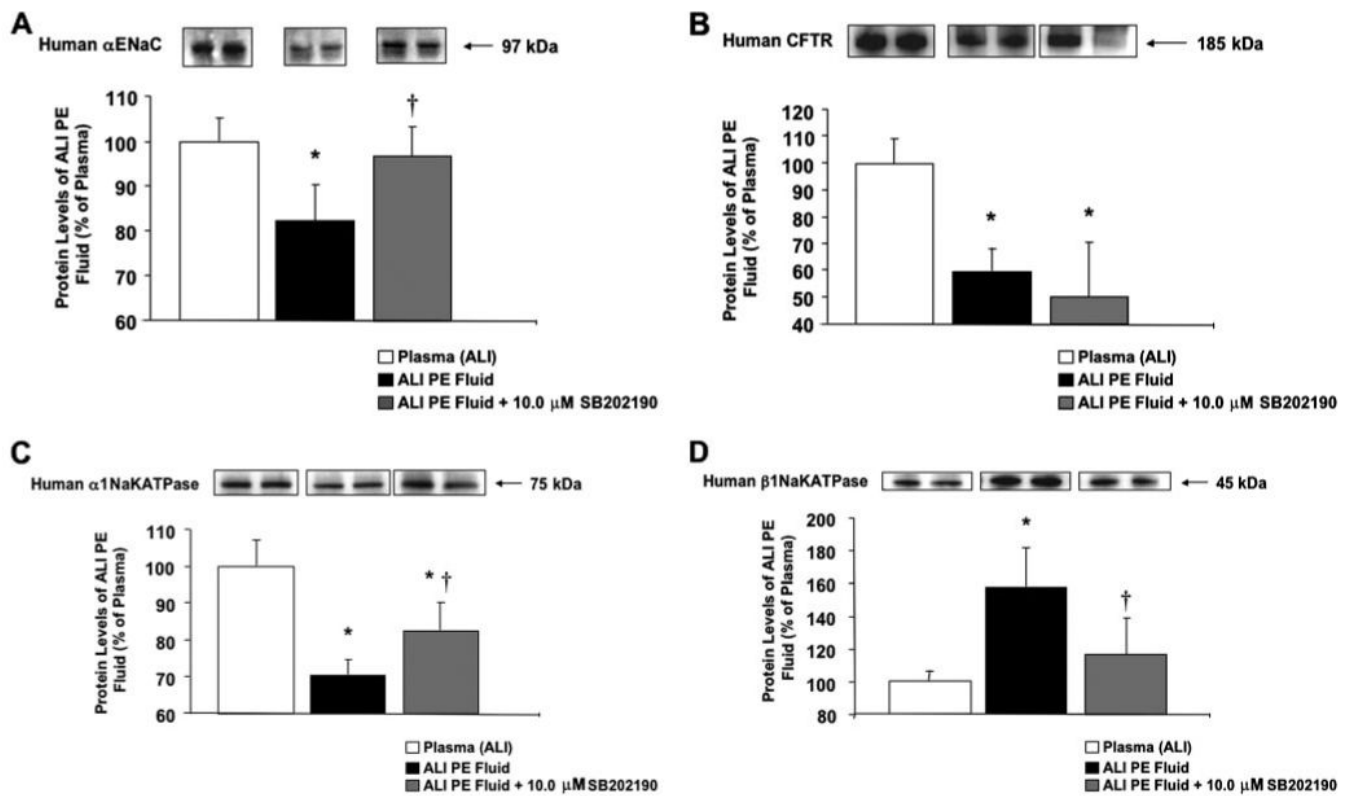 A
Human αENaC
97 kDa
Protein Levels of ALI PE
Fluid (% of Plasma)
110
100
90
80
70
60
*
†
Plasma (ALI)
ALI PE Fluid
ALI PE Fluid + 10.0 μM SB202190
B
Human CFTR
185 kDa
Protein Levels of ALI PE
Fluid (% of Plasma)
120
110
100
90
80
70
60
50
40
*
*
Plasma (ALI)
ALI PE Fluid
ALI PE Fluid + 10.0 μM SB202190
C
Human α1NaKATPase
75 kDa
Protein Levels of ALI PE
Fluid (% of Plasma)
110
100
90
80
70
60
*
* †
Plasma (ALI)
ALI PE Fluid
ALI PE Fluid + 10.0 μM SB202190
D
Human β1NaKATPase
45 kDa
Protein Levels of ALI PE
Fluid (% of Plasma)
200
180
160
140
120
100
80
*
†
Plasma (ALI)
ALI PE Fluid
ALI PE Fluid + 10.0 μM SB202190